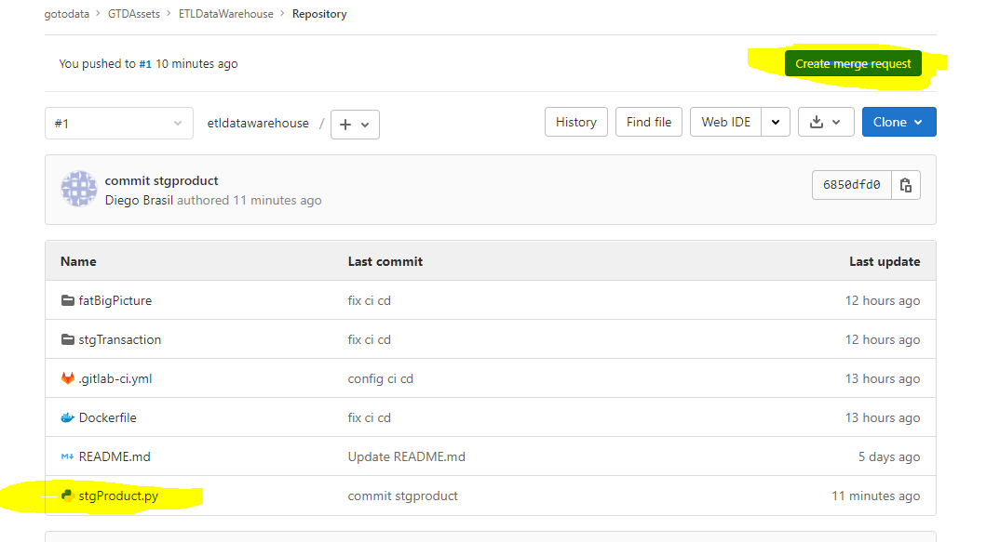 gotodata > GTDAssets > ETLDataWarehouse > Repository
You pushed to #1 10 minutes ago
Create merge request
#1
etldatawarehouse / +
History
Find file
Web IDE
Clone
commit stgproduct
Diego Brasil authored 11 minutes ago
6850dfd0
Name Last commit Last update
fatBigPicture fix ci cd 12 hours ago
stgTransaction fix ci cd 12 hours ago
.gitlab-ci.yml config ci cd 13 hours ago
Dockerfile fix ci cd 13 hours ago
M↓ README.md Update README.md 5 days ago
stgProduct.py commit stgproduct 11 minutes ago